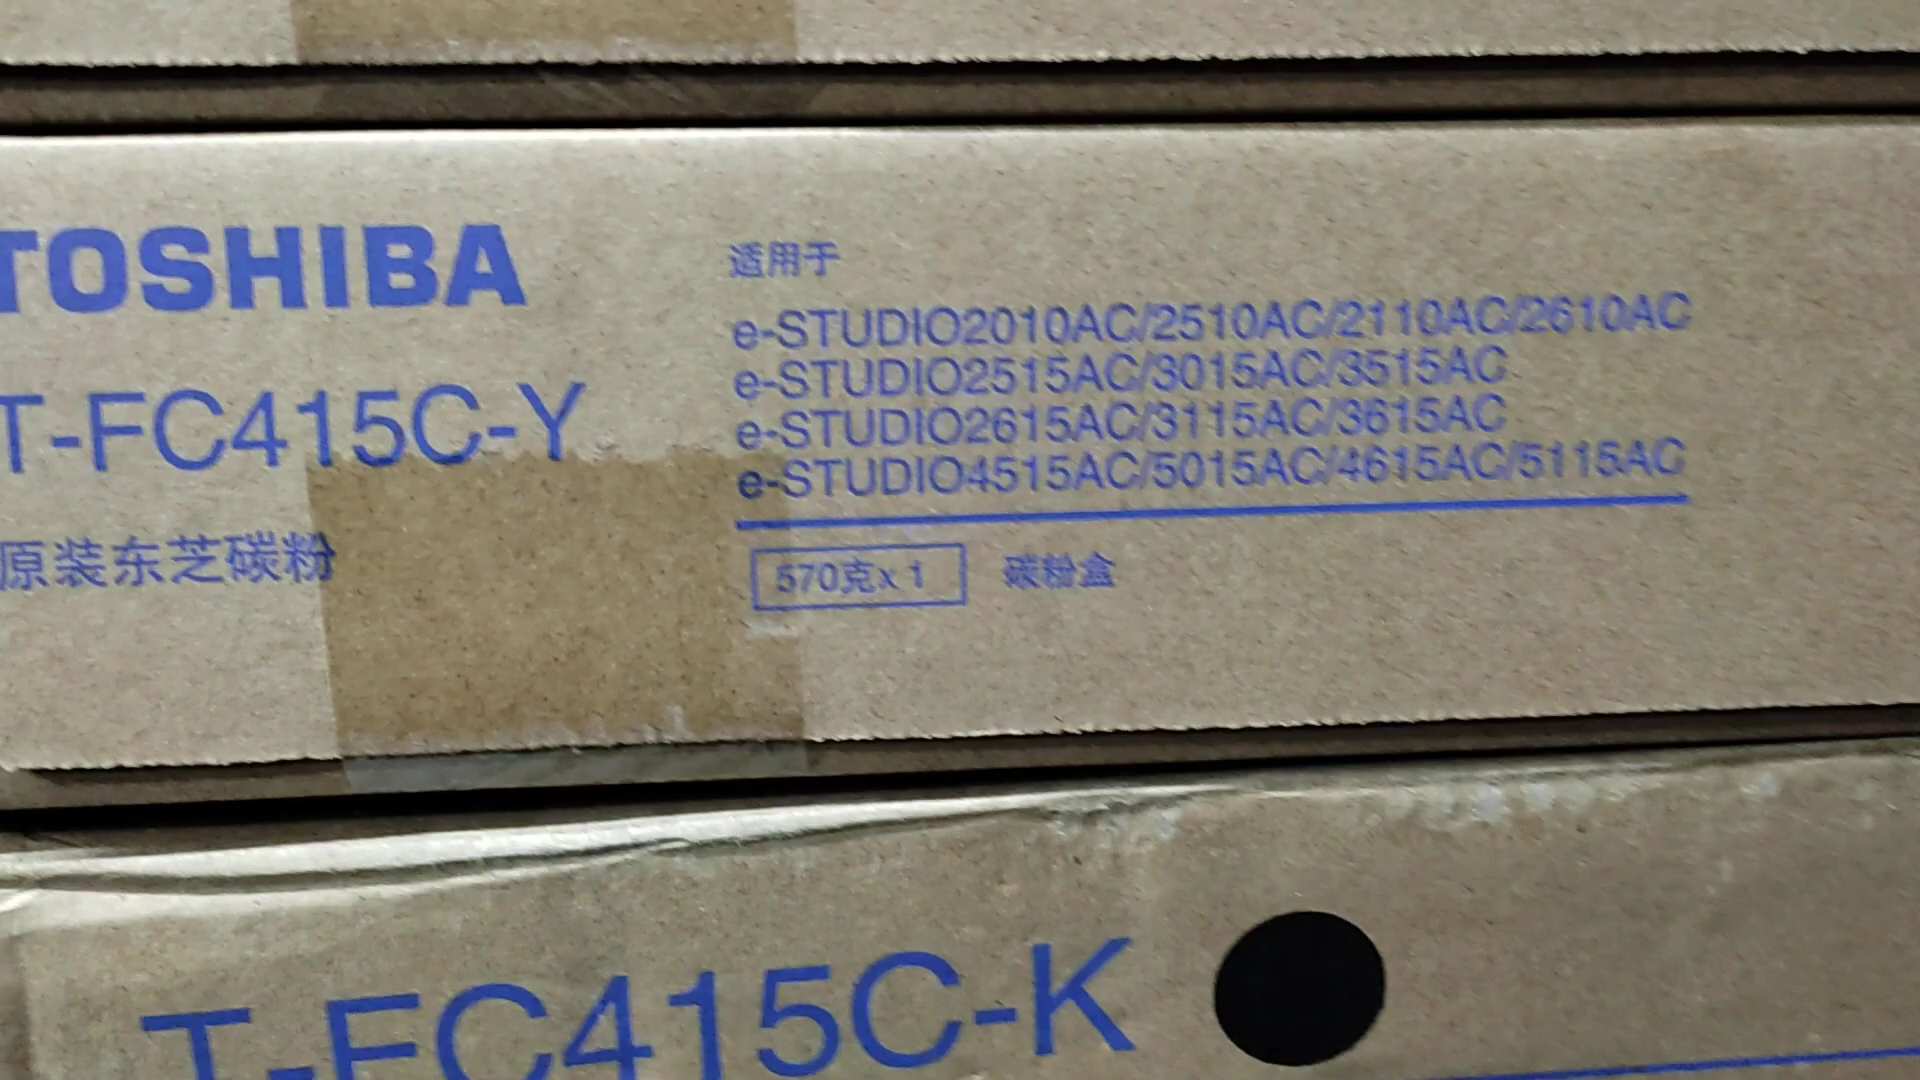 TOSHIBA
T-FC415C-Y
原装东芝碳粉
适用于
e-STUDIO2010AC/2510AC/2110AC/2610AC
e-STUDIO2515AC/3015AC/3515AC
e-STUDIO2615AC/3115AC/3615AC
e-STUDIO4515AC/5015AC/4615AC/5115AC
570克x 1
碳粉盒
T-FC415C-K